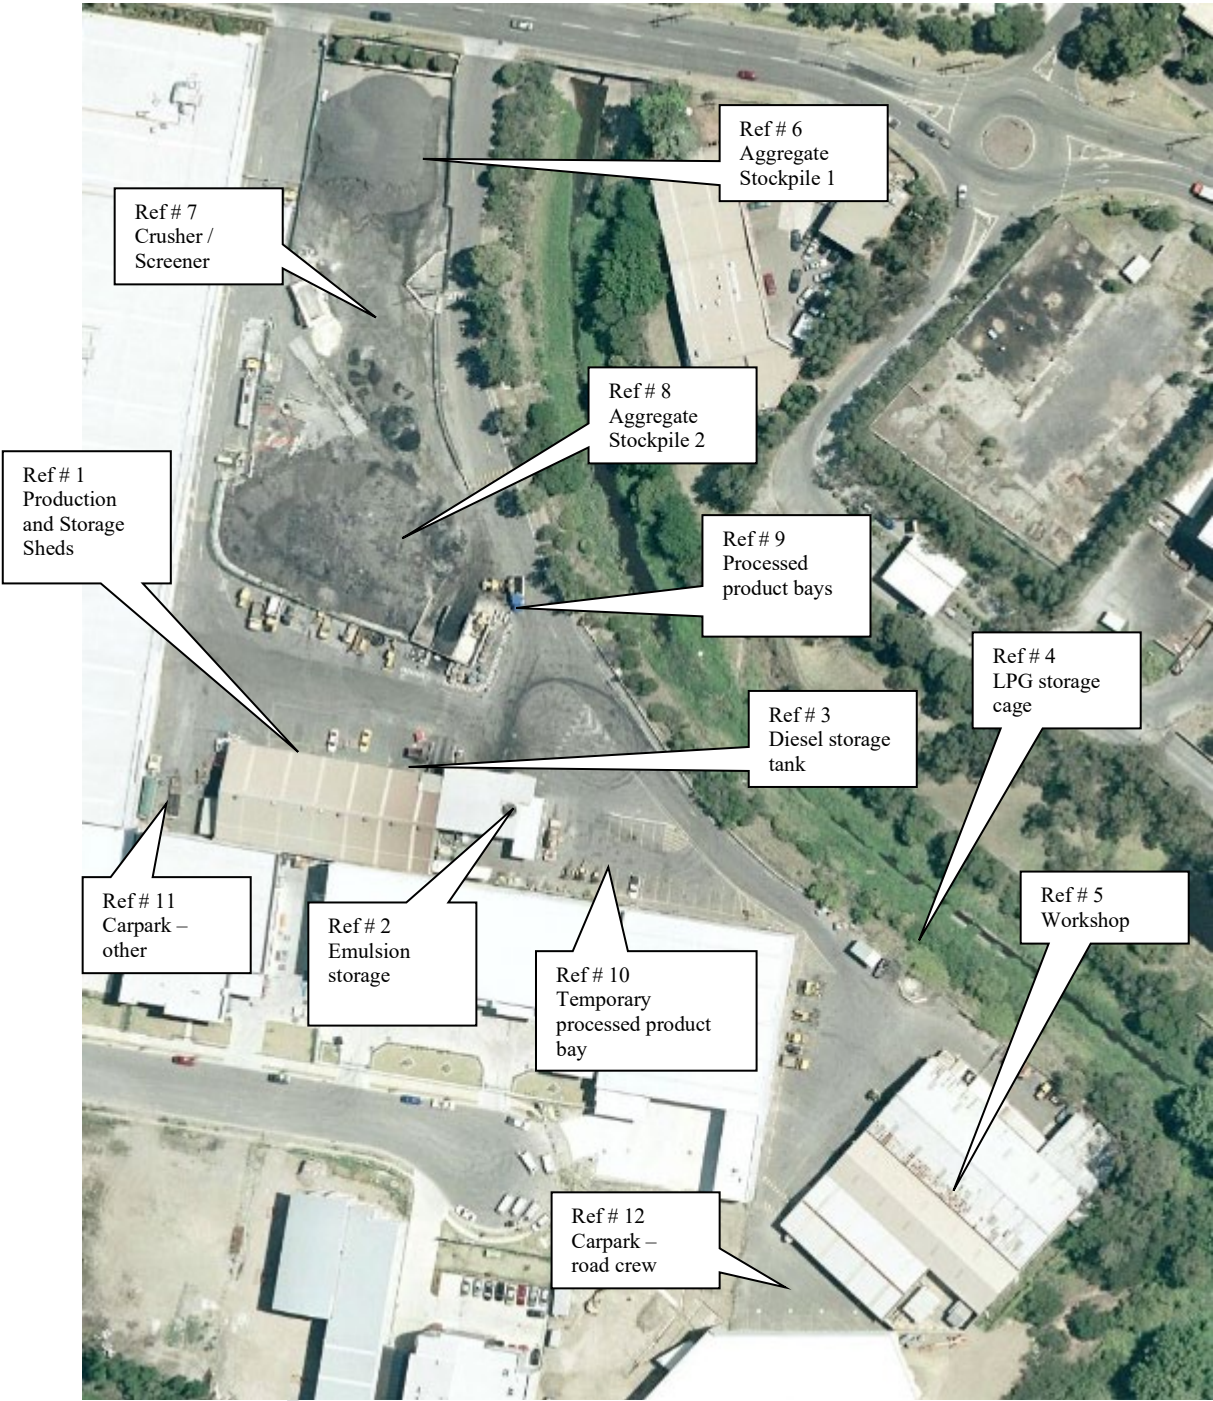 Ref # 6
Aggregate
Stockpile 1
Ref # 7
Crusher /
Screener
Ref # 8
Aggregate
Stockpile 2
Ref # 1
Production
and Storage
Sheds
Ref # 9
Processed
product bays
Ref # 4
LPG storage
cage
Ref # 3
Diesel storage
tank
Ref # 11
Carpark –
other
Ref # 2
Emulsion
storage
Ref # 5
Workshop
Ref # 10
Temporary
processed product
bay
Ref # 12
Carpark –
road crew